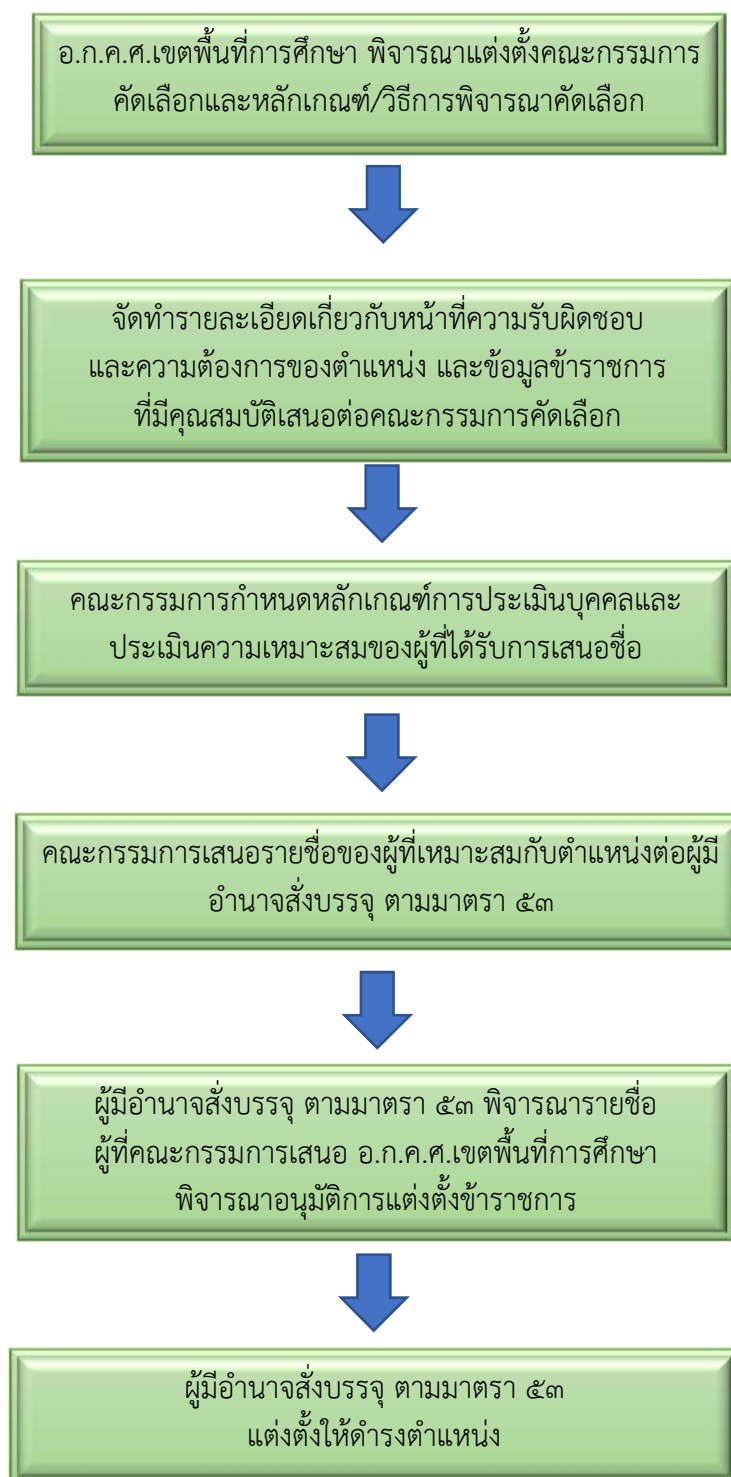 อ.ก.ค.ศ.เขตพื้นที่การศึกษา พิจารณาแต่งตั้งคณะกรรมการ
คัดเลือกและหลักเกณฑ์/วิธีการพิจารณาคัดเลือก
จัดทำรายละเอียดเกี่ยวกับหน้าที่ความรับผิดชอบ
และความต้องการของตำแหน่ง และข้อมูลข้าราชการ
ที่มีคุณสมบัติเสนอต่อคณะกรรมการคัดเลือก
คณะกรรมการกำหนดหลักเกณฑ์การประเมินบุคคลและ
ประเมินความเหมาะสมของผู้ที่ได้รับการเสนอชื่อ
คณะกรรมการเสนอรายชื่อของผู้ที่เหมาะสมกับตำแหน่งต่อผู้มี
อำนาจสั่งบรรจุ ตามมาตรา ๕๓
ผู้มีอำนาจสั่งบรรจุ ตามมาตรา ๕๓ พิจารณารายชื่อ
ผู้ที่คณะกรรมการเสนอ อ.ก.ค.ศ.เขตพื้นที่การศึกษา
พิจารณาอนุมัติการแต่งตั้งข้าราชการ
ผู้มีอำนาจสั่งบรรจุ ตามมาตรา ๕๓
แต่งตั้งให้ดำรงตำแหน่ง